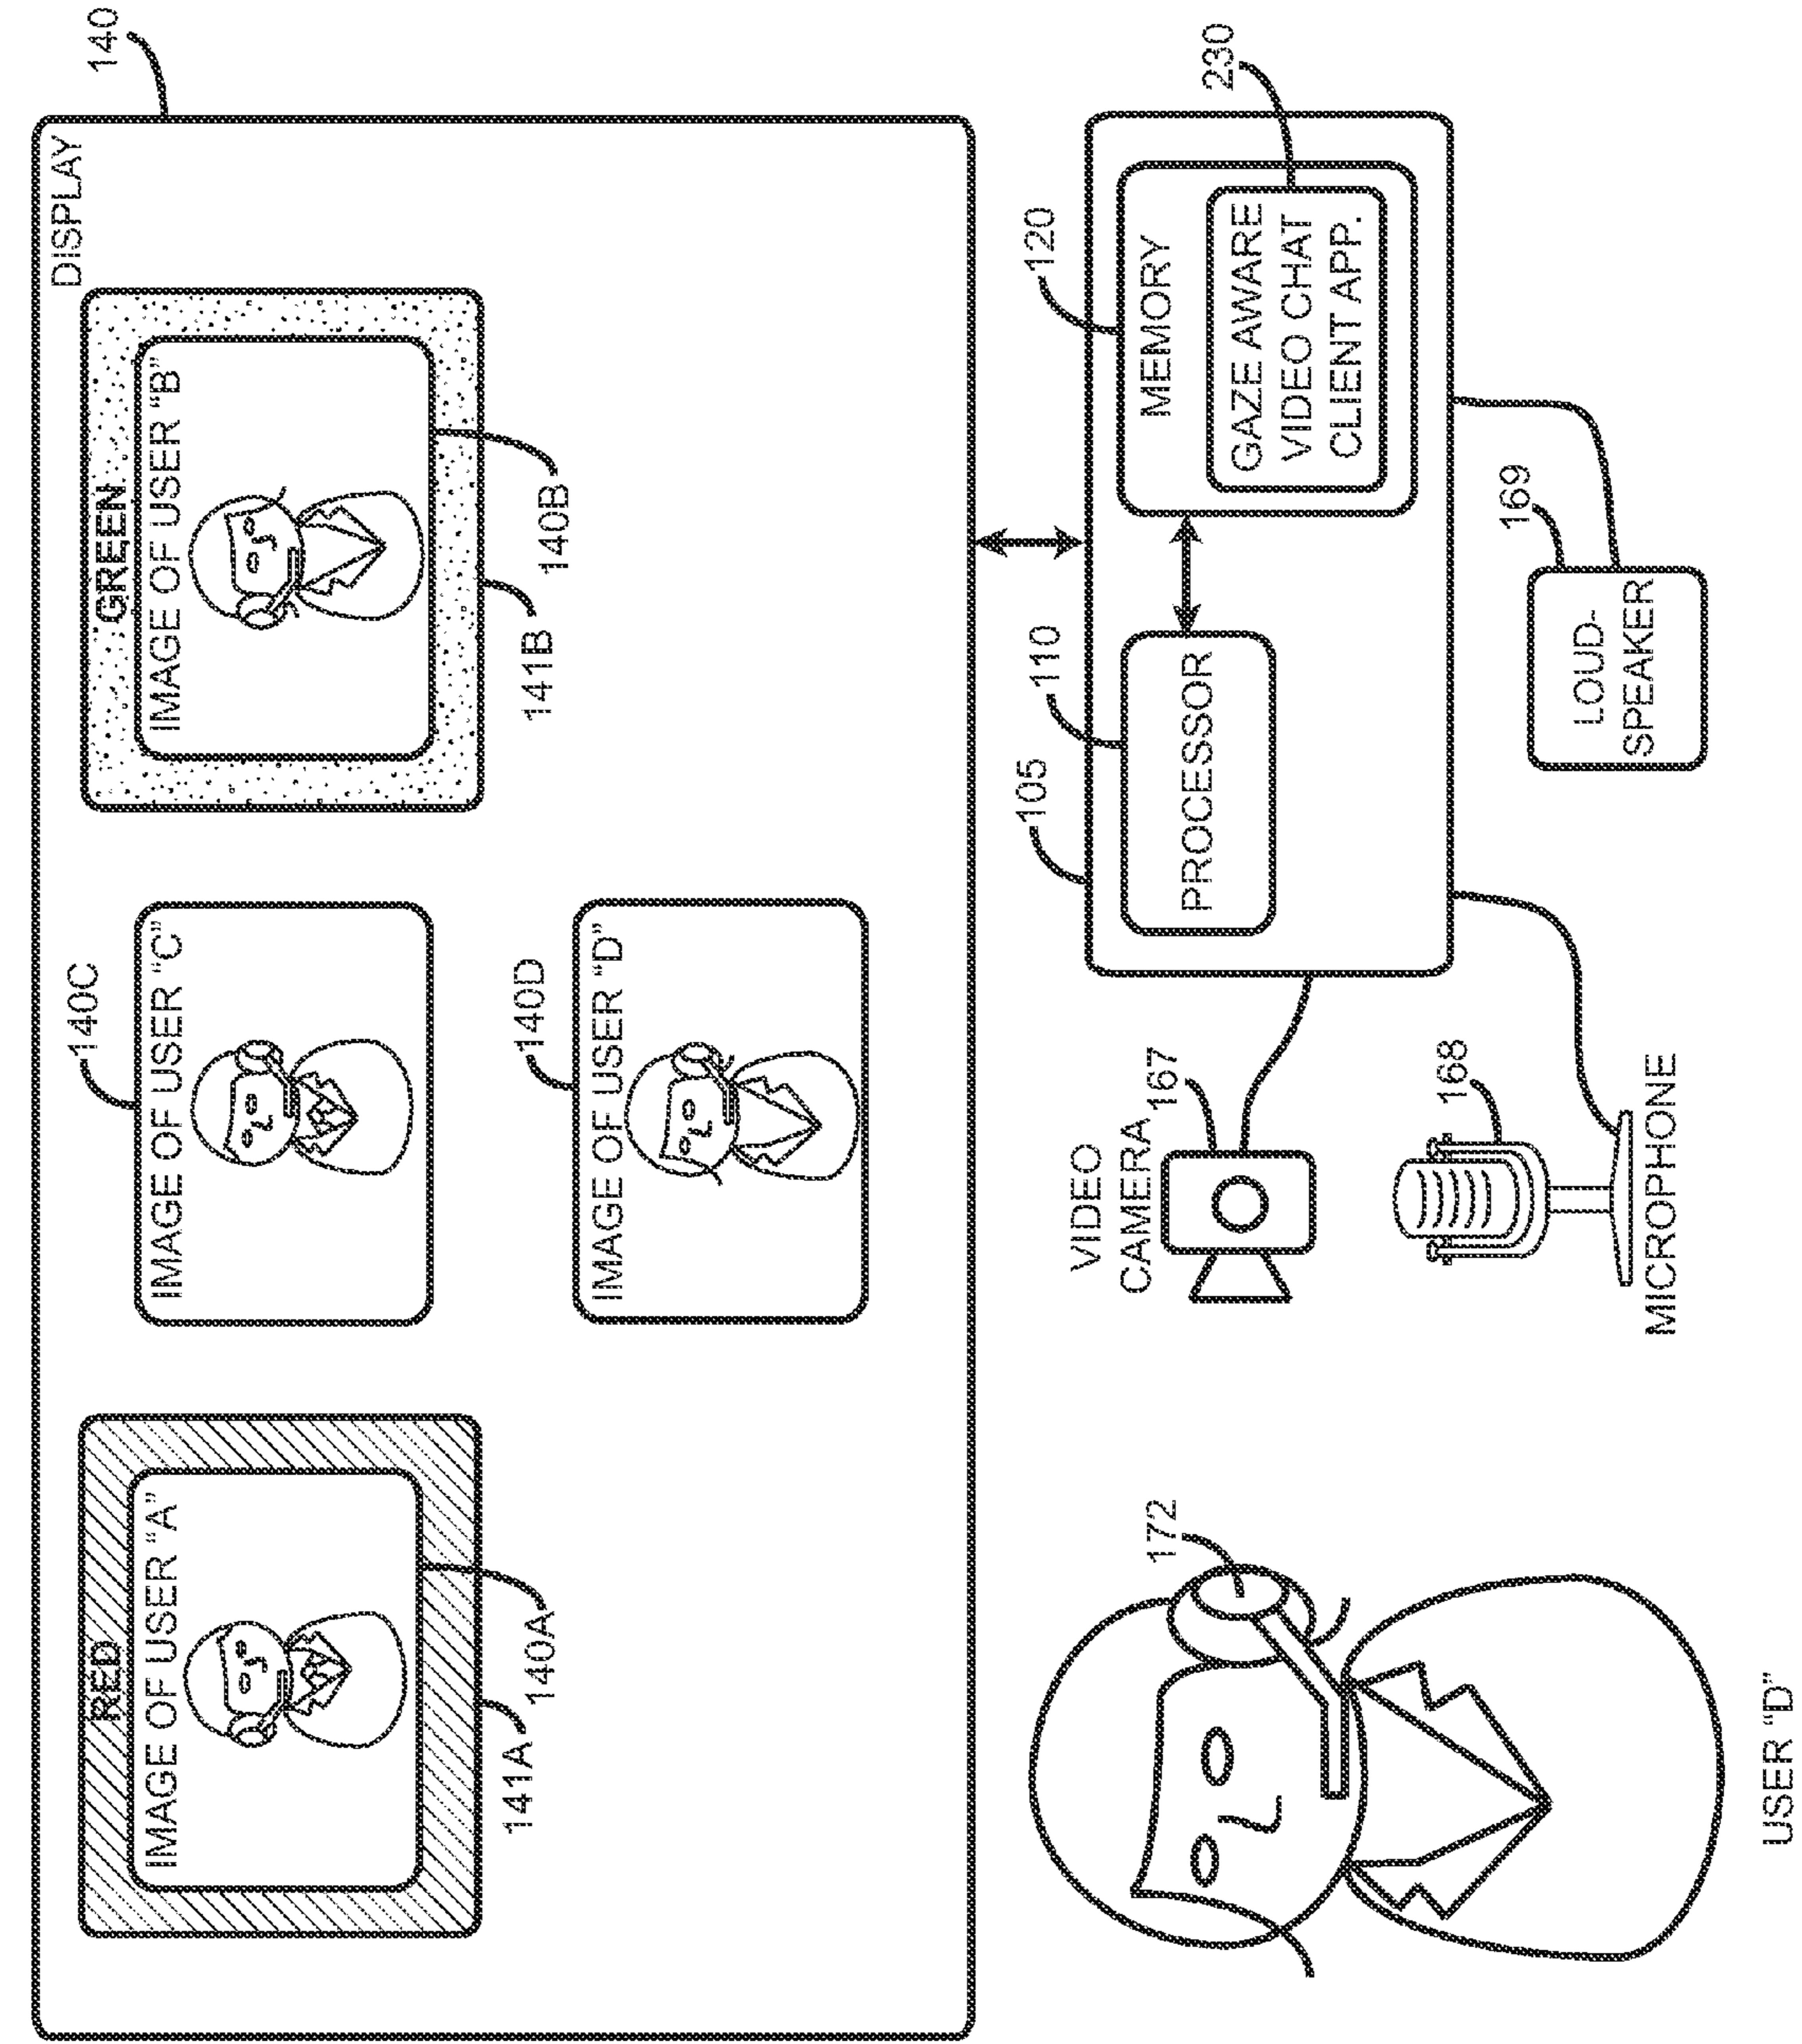 DISPLAY
140
RED
IMAGE OF USER "A"
140A
141A
140C
IMAGE OF USER "C"
140D
IMAGE OF USER "D"
GREEN
IMAGE OF USER "B"
140B
141B
USER "D"
172
VIDEO
CAMERA
167
168
MICROPHONE
105
110
PROCESSOR
120
MEMORY
230
GAZE AWARE
VIDEO CHAT
CLIENT APP.
169
LOUD-
SPEAKER